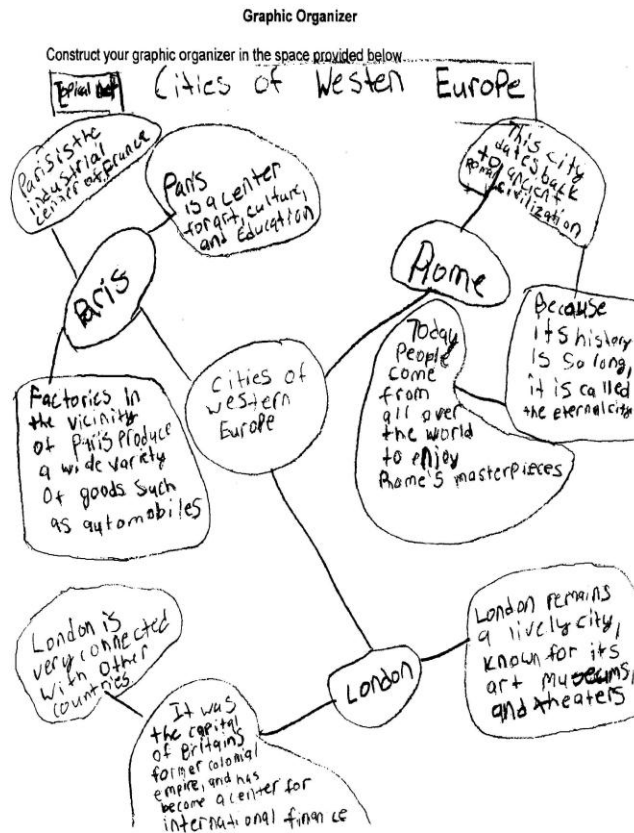 Graphic Organizer
Construct your graphic organizer in the space provided below
Cities of Westen Europe
Paris is the
industrial
center of france
Paris
is a center
for art, culture,
and Education
This city
dates back
to ancient
Roman
civilization
Paris
Rome
Because
its history
is so long,
it is called
the eternal city
Today
People
come
from
all over
the world
to enjoy
Rome's masterpieces
Cities of
western
Europe
Factories in
the vicinity
of Paris produce
a wide variety
of goods such
as automobiles
London is
very connected
with other
countries.
London
London remains
a lively city,
known for its
art museums,
and theaters
It was
the capital
of Britains
former colonial
empire, and has
become a center for
international finance